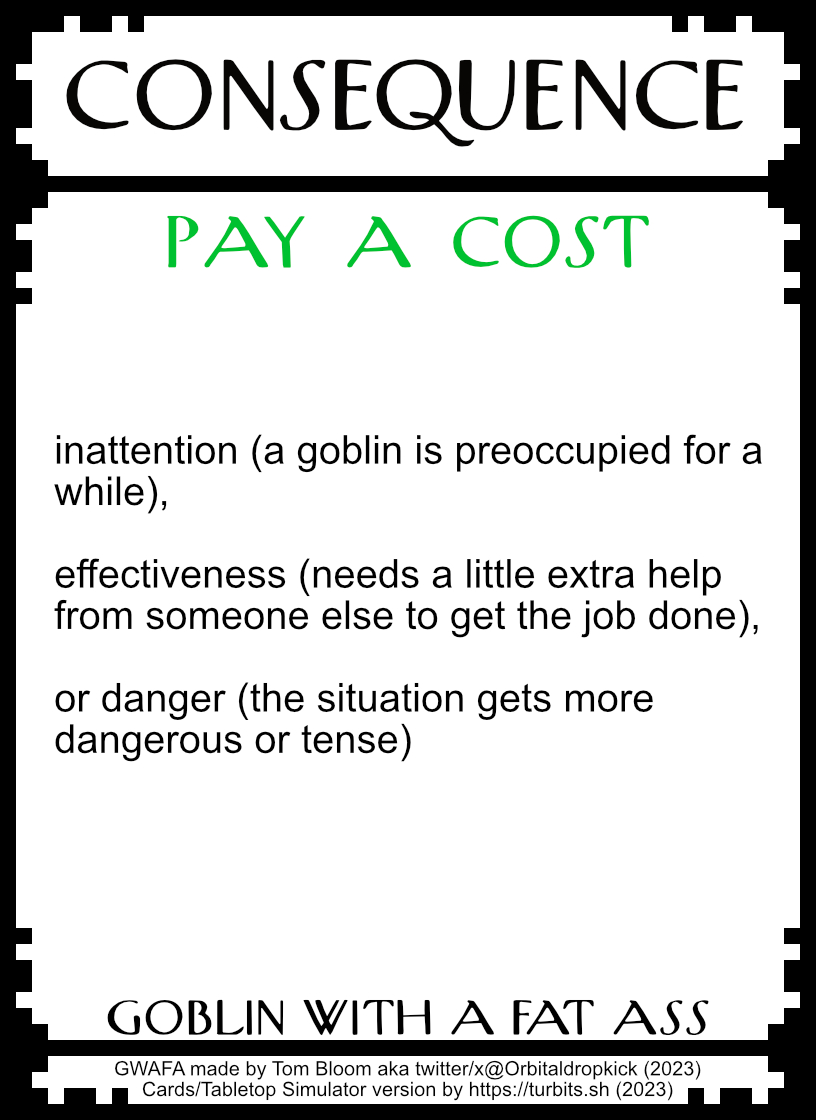 CONSEQUENCE
PAY A COST
inattention (a goblin is preoccupied for a
while),
effectiveness (needs a little extra help
from someone else to get the job done),
or danger (the situation gets more
dangerous or tense)
GOBLIN WITH A FAT ASS
GWAFA made by Tom Bloom aka twitter/x@Orbitaldropkick (2023)
Cards/Tabletop Simulator version by https://turbits.sh (2023)